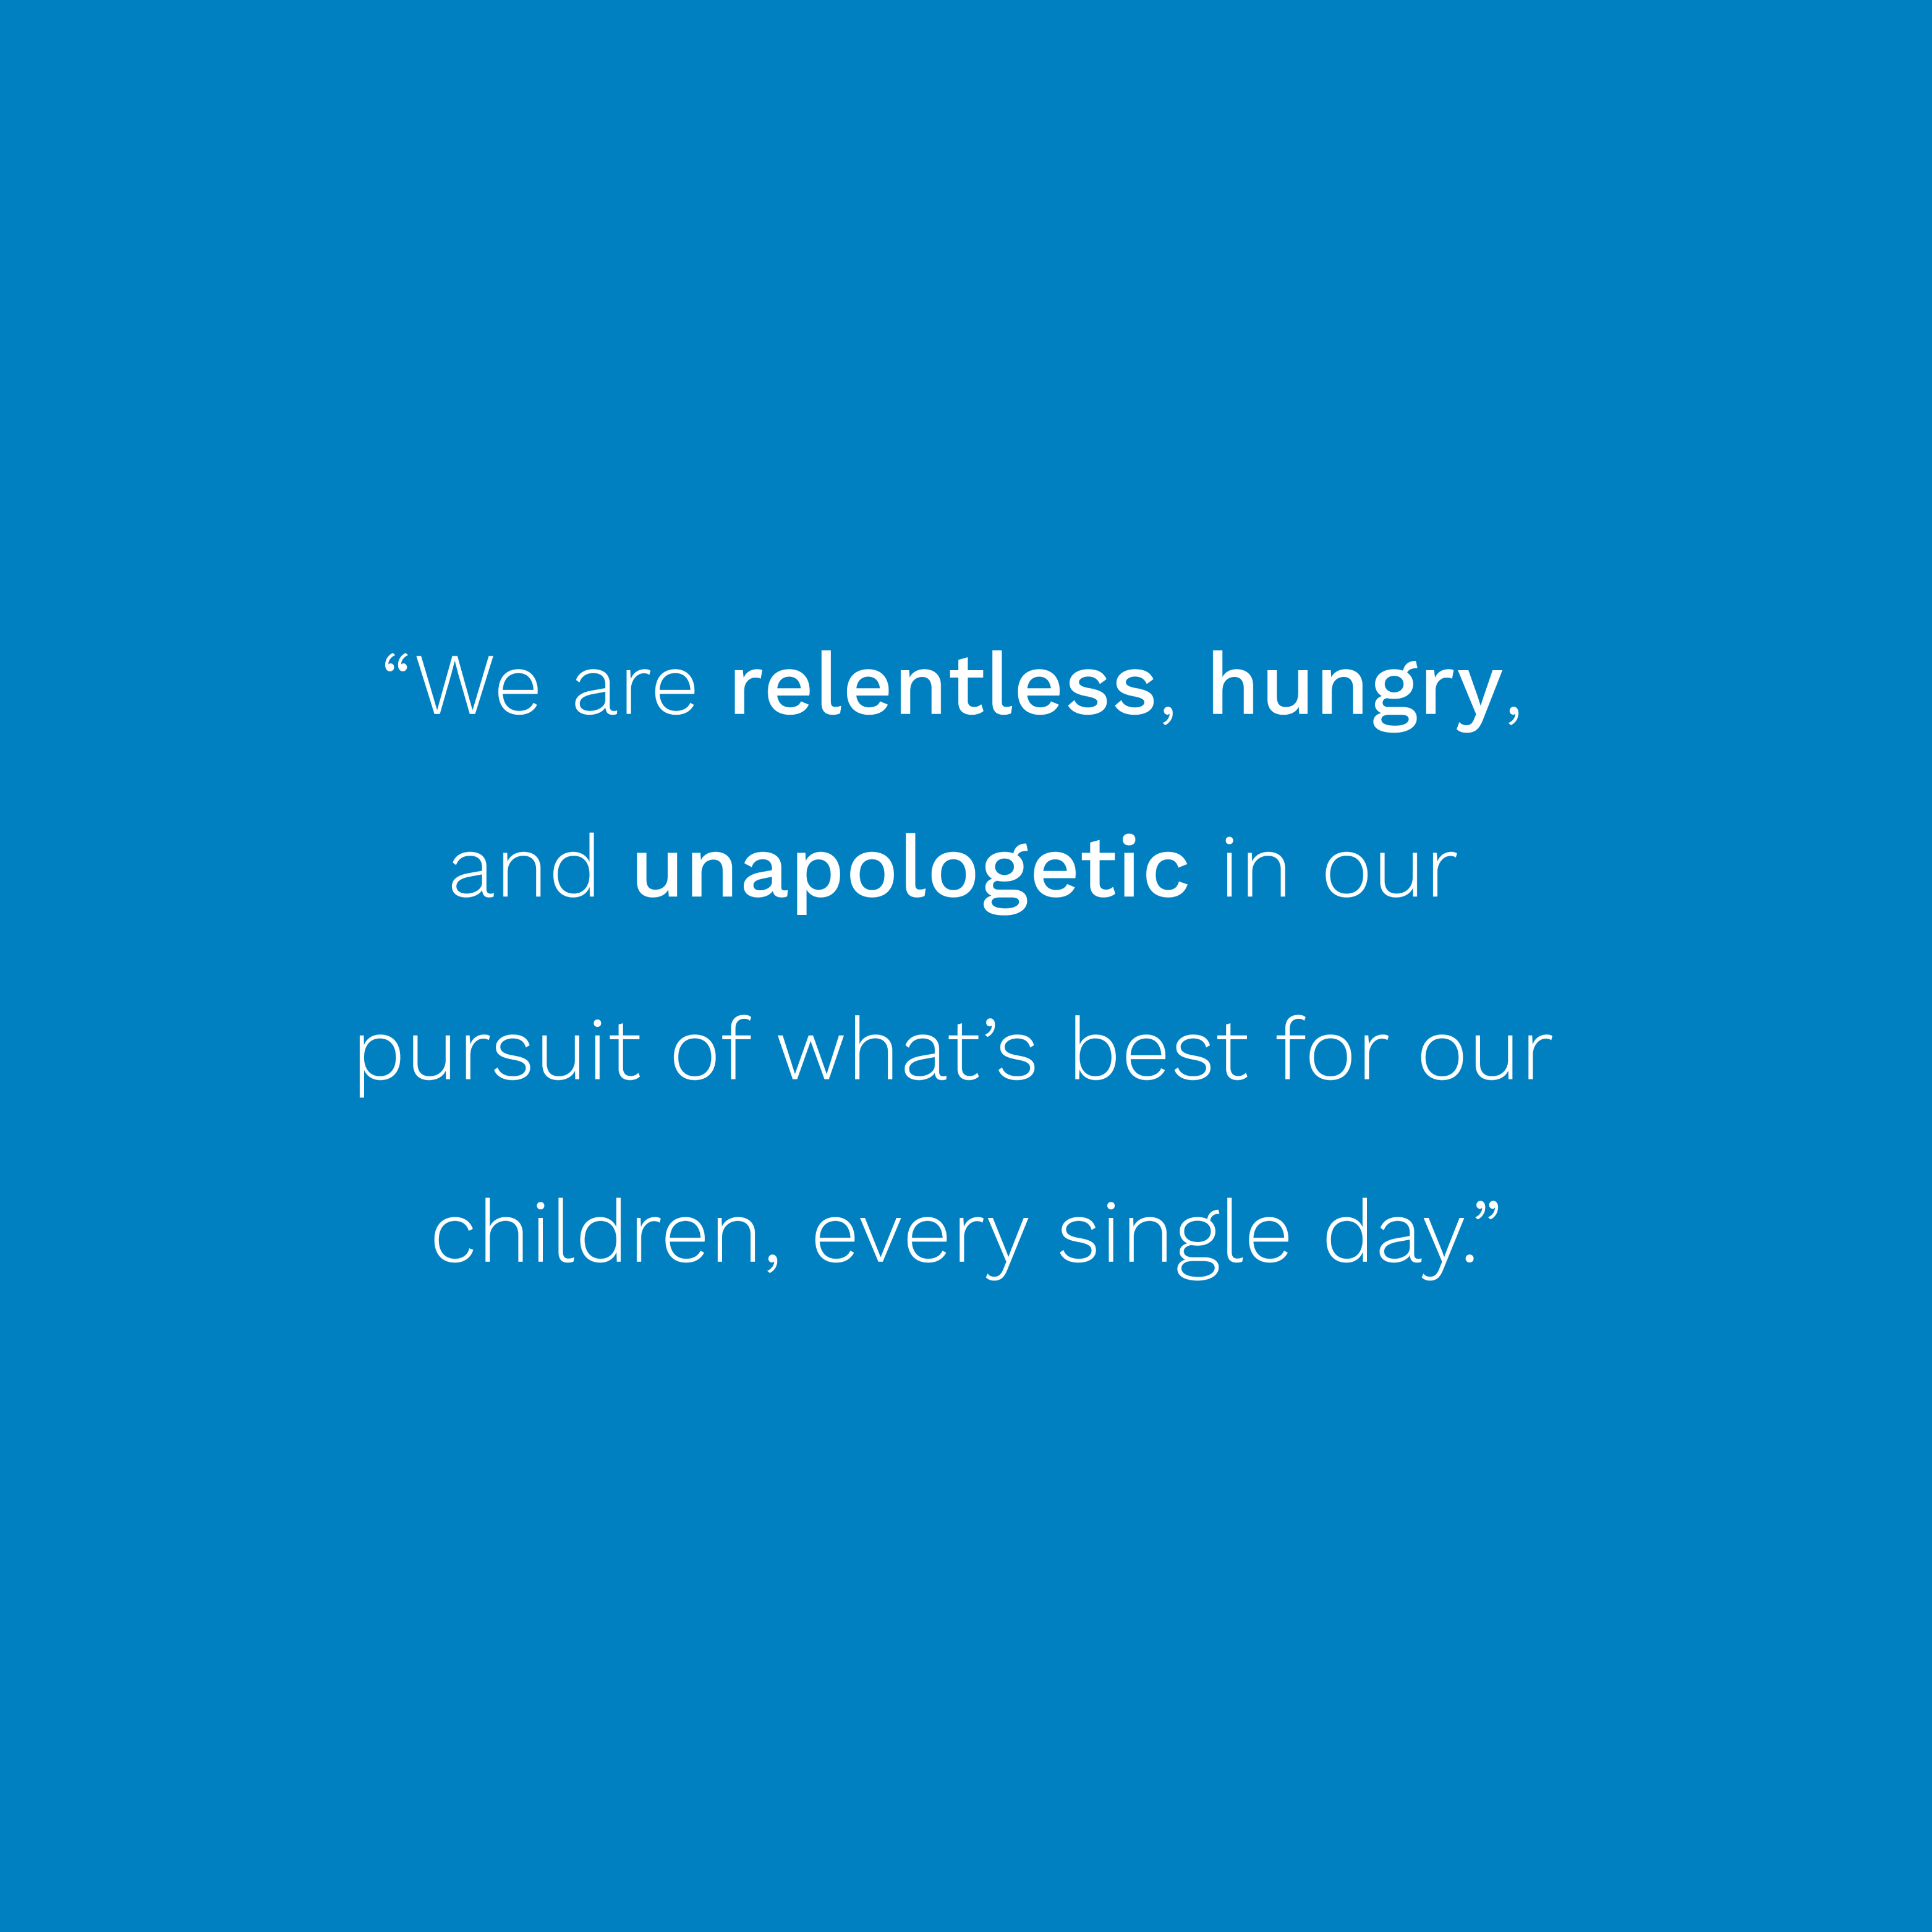 “We are relentless, hungry,
and unapologetic in our
pursuit of what’s best for our
children, every single day.”